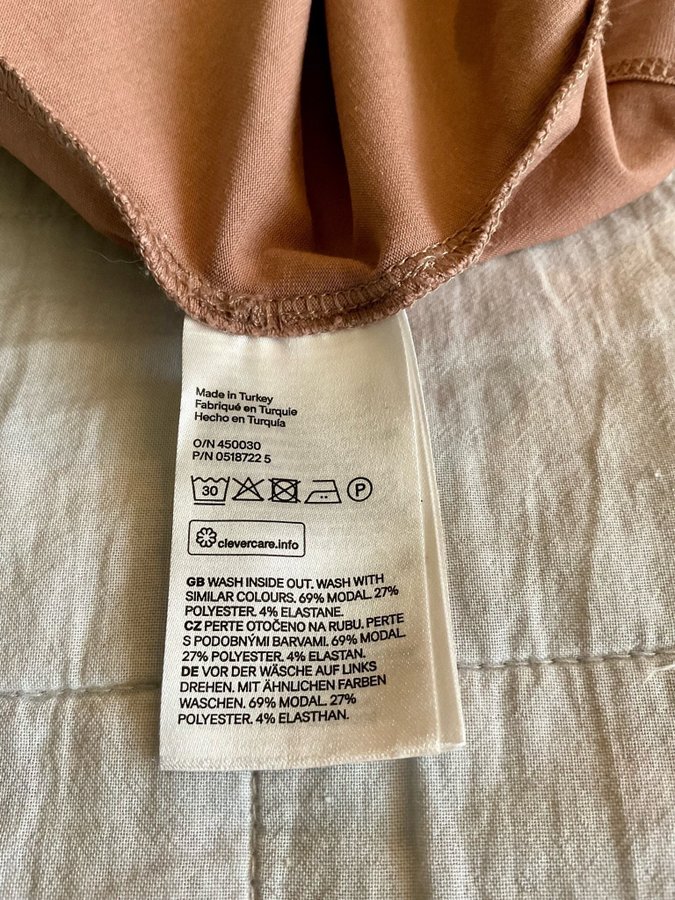 Made in Turkey
Fabriqué en Turquie
Hecho en Turquía
O/N 450030
P/N 0518722 5
30 P
clevercare.info
GB WASH INSIDE OUT. WASH WITH
SIMILAR COLOURS. 69% MODAL. 27%
POLYESTER. 4% ELASTANE.
CZ PERTE OTOČENO NA RUBU. PERTE
S PODOBNÝMI BARVAMI. 69% MODAL.
27% POLYESTER. 4% ELASTAN.
DE VOR DER WÄSCHE AUF LINKS
DREHEN. MIT ÄHNLICHEN FARBEN
WASCHEN. 69% MODAL. 27%
POLYESTER. 4% ELASTHAN.